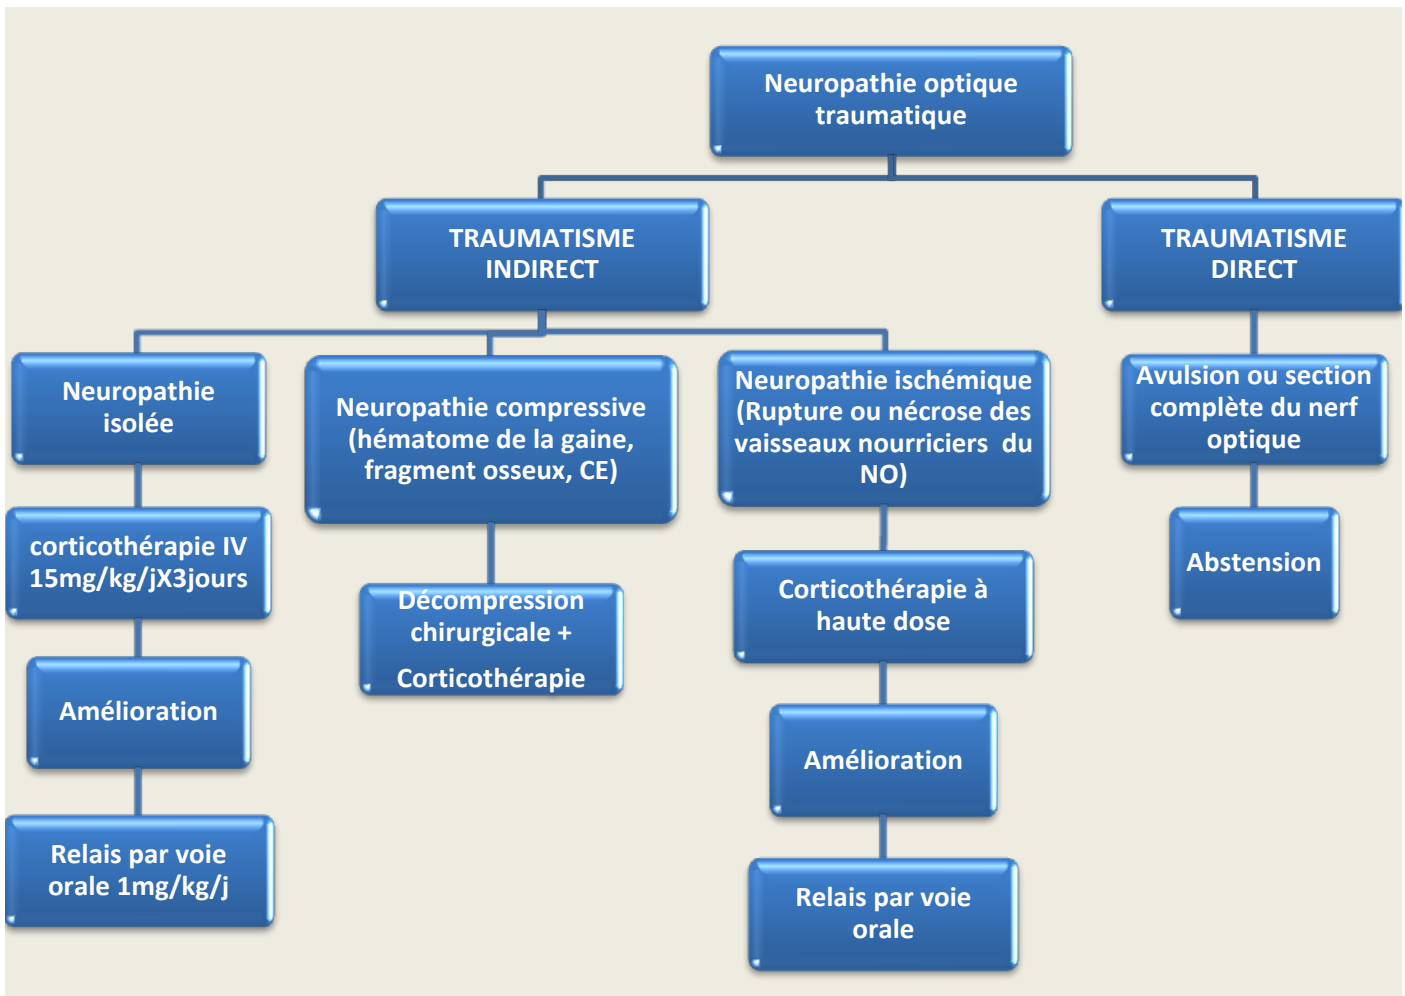 Neuropathie optique
traumatique
TRAUMATISME
INDIRECT
TRAUMATISME
DIRECT
Neuropathie
isolée
Neuropathie compressive
(hématome de la gaine,
fragment osseux, CE)
Neuropathie ischémique
(Rupture ou nécrose des
vaisseaux nourriciers du
NO)
Avulsion ou section
complète du nerf
optique
corticothérapie IV
15mg/kg/jX3jours
Décompression
chirurgicale +
Corticothérapie
Corticothérapie à
haute dose
Abstension
Amélioration
Amélioration
Relais par voie
orale 1mg/kg/j
Relais par voie
orale